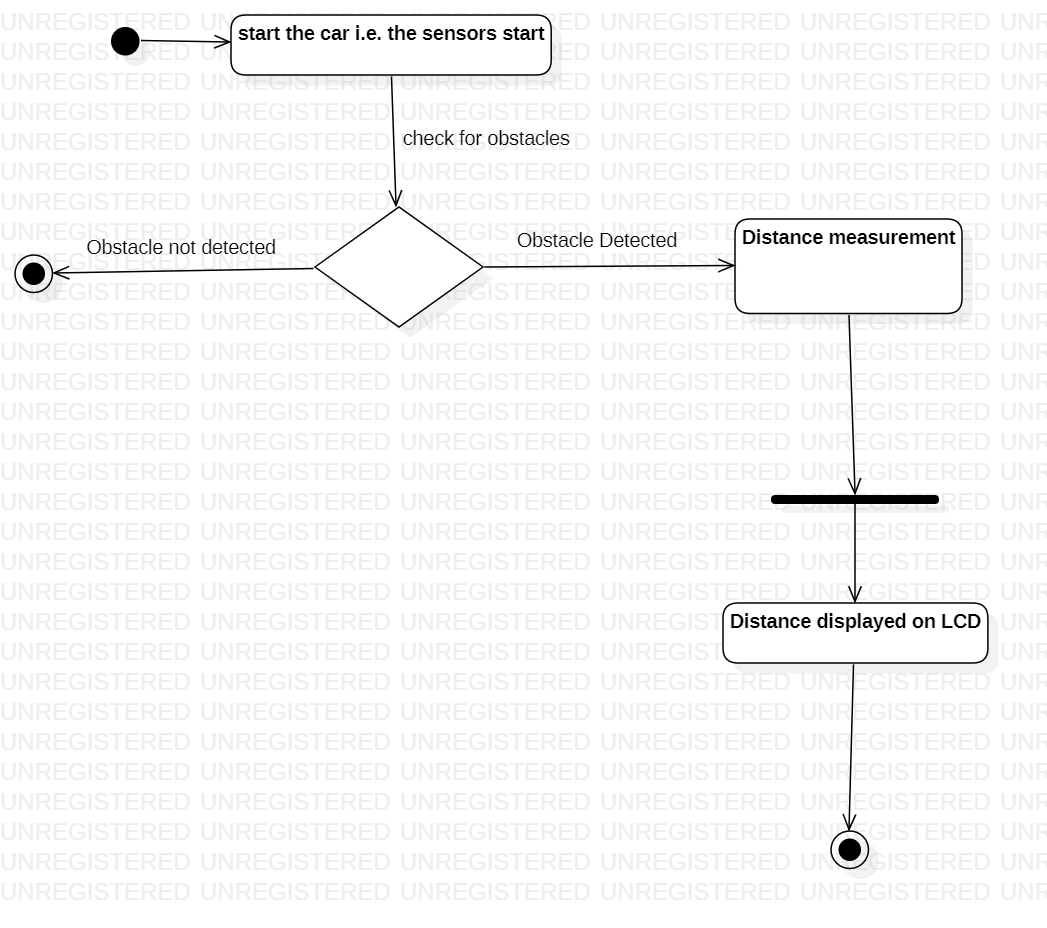 start the car i.e. the sensors start
check for obstacles
Obstacle not detected
Obstacle Detected
Distance measurement
Distance displayed on LCD
UNREGISTERED